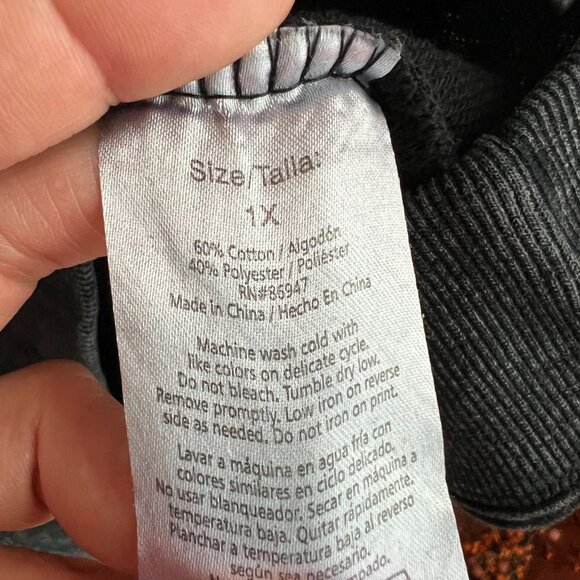 Size/Talla:
1X
60% Cotton / Algodón
40% Polyester / Poliéster
RN#86947
Made in China / Hecho En China
Machine wash cold with
like colors on delicate cycle.
Do not bleach. Tumble dry low.
Remove promptly. Low iron on reverse
side as needed. Do not iron on print.
Lavar a máquina en agua fría con
colores similares en ciclo delicado.
No usar blanqueador. Secar en máquina a
temperatura baja. Quitar rápidamente.
Planchar a temperatura baja al reverso
según sea necesario.